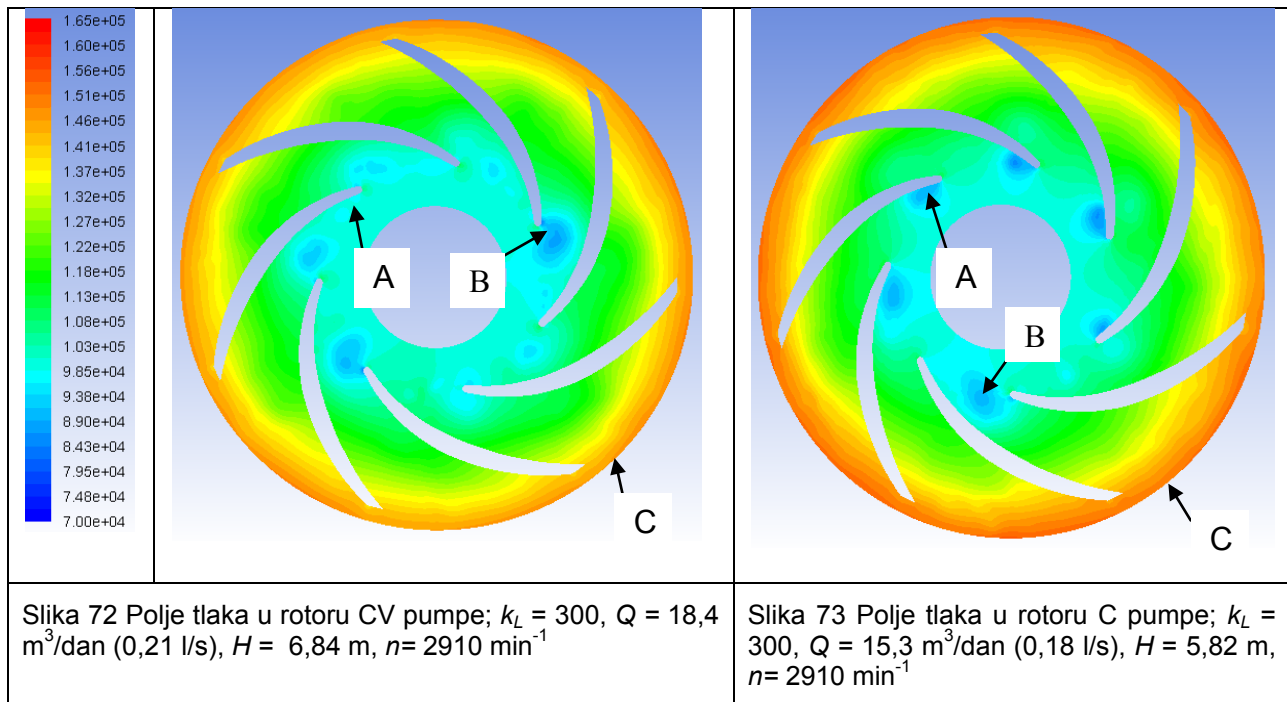 1.65e+05
1.60e+05
1.55e+05
1.51e+05
1.46e+05
1.41e+05
1.37e+05
1.32e+05
1.27e+05
1.22e+05
1.18e+05
1.13e+05
1.08e+05
1.03e+05
9.85e+04
9.38e+04
8.90e+04
8.43e+04
7.95e+04
7.48e+04
7.00e+04
A
B
C
A
B
C
Slika 72 Polje tlaka u rotoru CV pumpe; k_L = 300, Q = 18,4
m³/dan (0,21 l/s), H = 6,84 m, n= 2910 min⁻¹
Slika 73 Polje tlaka u rotoru C pumpe; k_L =
300, Q = 15,3 m³/dan (0,18 l/s), H = 5,82 m,
n= 2910 min⁻¹